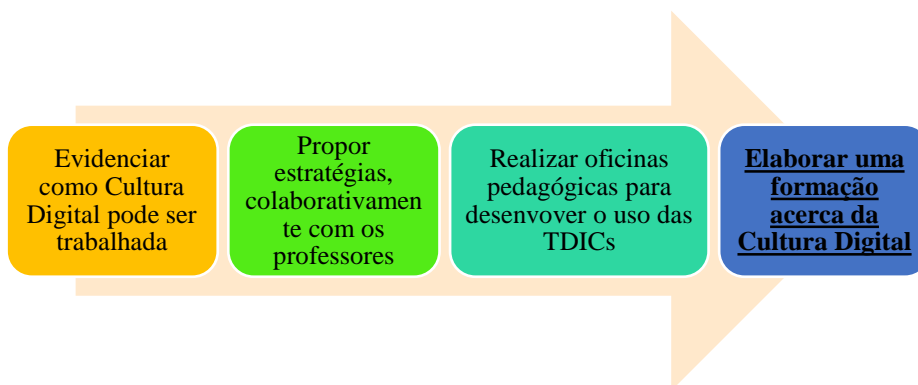 Evidenciar
como Cultura
Digital pode ser
trabalhada
Propor
estratégias,
colaborativamen
te com os
professores
Realizar oficinas
pedagógicas para
desenvover o uso das
TDICs
Elaborar uma
formação
acerca da
Cultura Digital